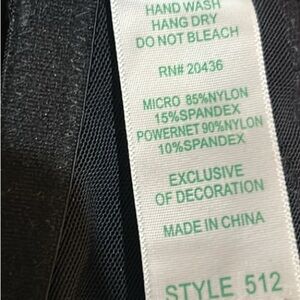 HAND WASH
HANG DRY
DO NOT BLEACH
RN# 20436
MICRO 85%NYLON
15%SPANDEX
POWERNET 90%NYLON
10%SPANDEX
EXCLUSIVE
OF DECORATION
MADE IN CHINA
STYLE 512